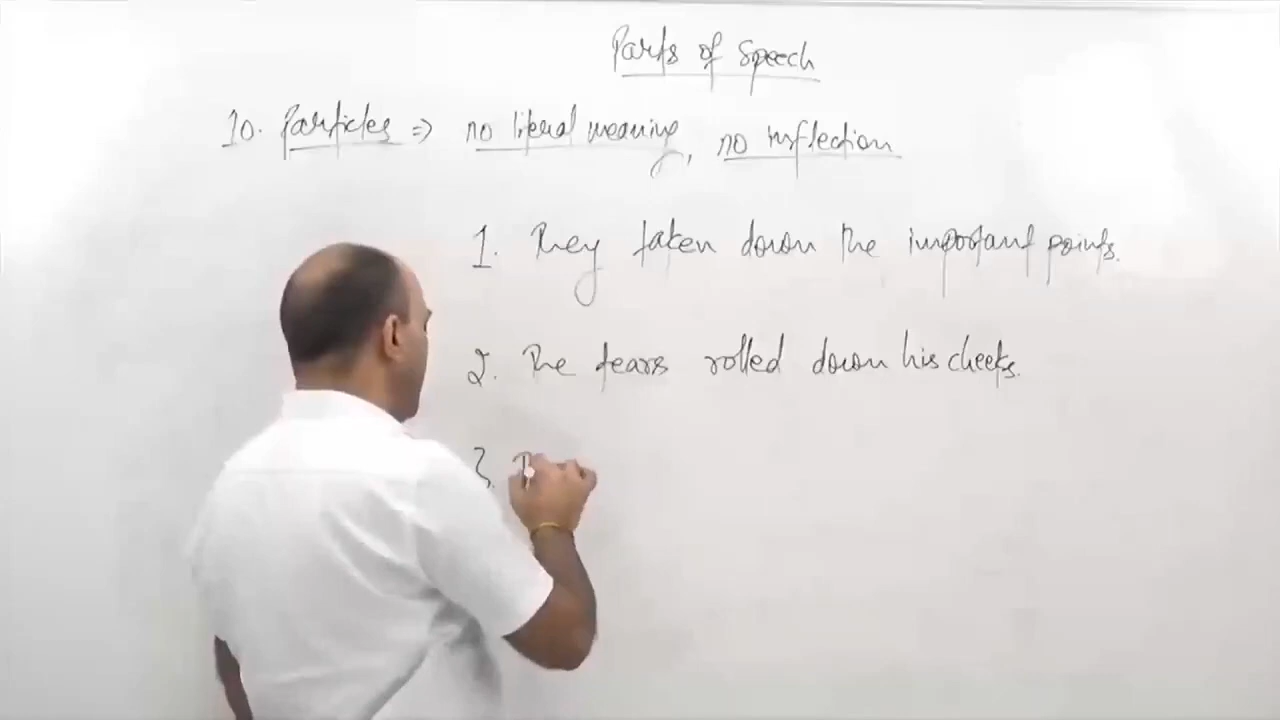 Parts of Speech
10. Particles => no literal meaning, no inflection
1. They taken down the important points.
2. The tears rolled down his cheeks.
3.